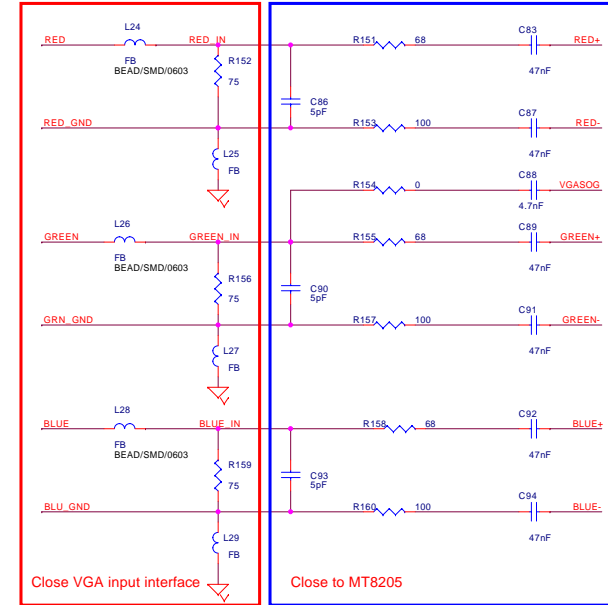 L24
C83
RED
RED_IN
R151
68
RED+
FB
BEAD/SMD/0603
R152
75
47nF
C86
5pF
C87
RED_GND
R153
100
RED-
L25
FB
47nF
C88
R154
0
VGASOG
4.7nF
L26
C89
GREEN
GREEN_IN
R155
68
GREEN+
FB
BEAD/SMD/0603
47nF
R156
75
C90
5pF
C91
GRN_GND
R157
100
GREEN-
L27
FB
47nF
L28
C92
BLUE
BLUE_IN
R158
68
BLUE+
FB
BEAD/SMD/0603
47nF
R159
75
C93
5pF
C94
BLU_GND
R160
100
BLUE-
L29
FB
47nF
Close VGA input interface
Close to MT8205